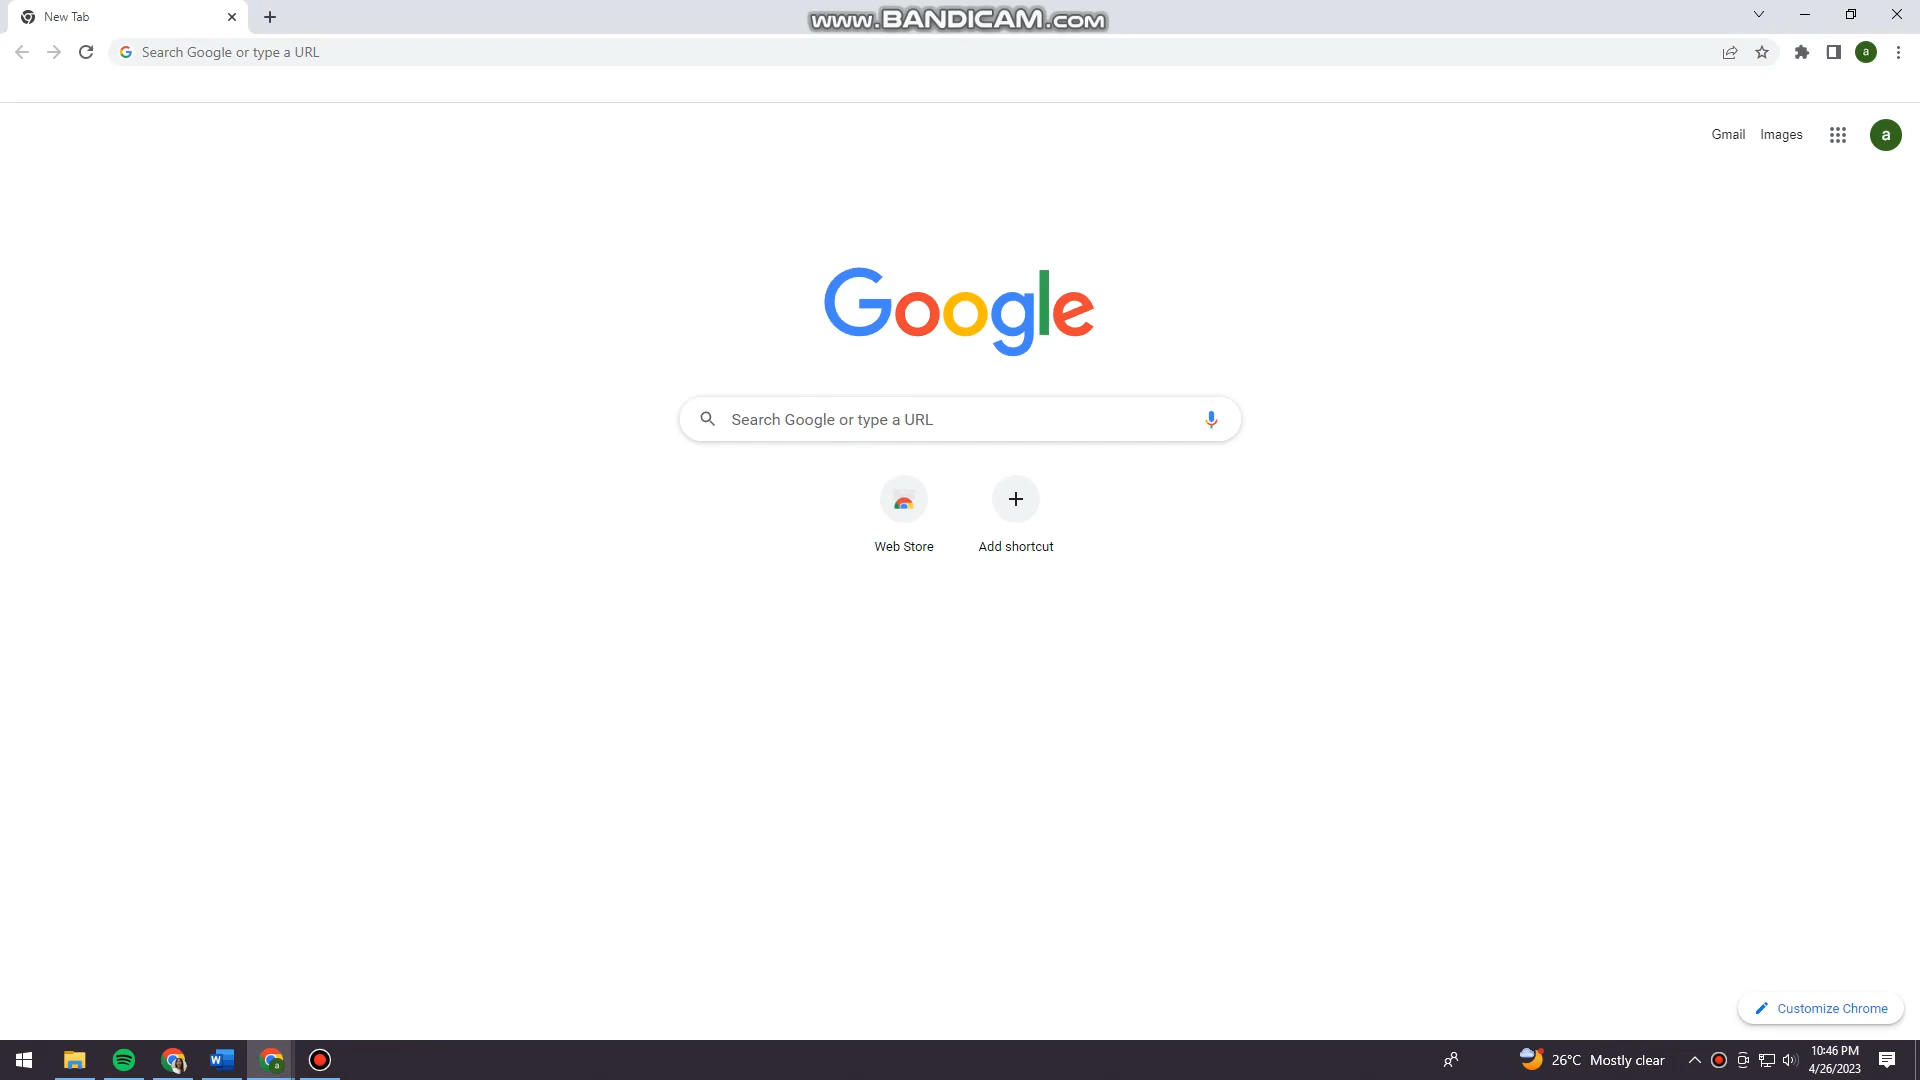 New Tab
www.BANDICAM.com
Search Google or type a URL
a
Gmail
Images
a
Google
Search Google or type a URL
Web Store
Add shortcut
Customize Chrome
W
a
26°C Mostly clear
10:46 PM
4/26/2023